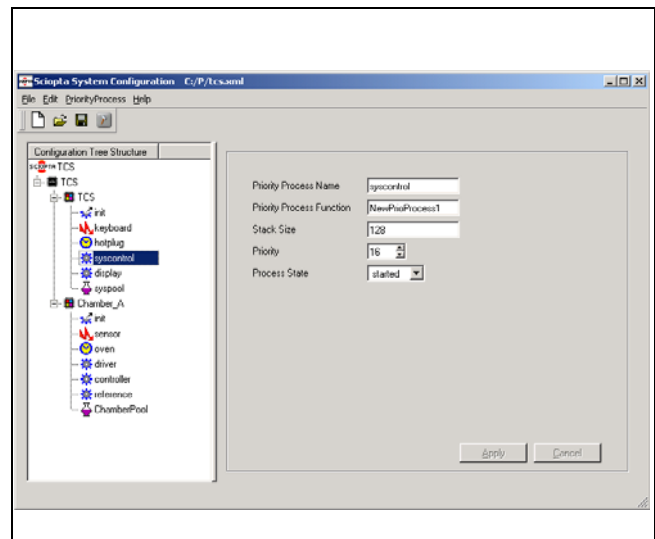 Sciopta System Configuration C:/P/tcs.xml
File Edit PriorityProcess Help
Configuration Tree Structure
SCIOPTA TCS
TCS
TCS
init
keyboard
hotplug
syscontrol
display
syspool
Chamber_A
init
sensor
oven
driver
controller
reference
ChamberPool
Priority Process Name syscontrol
Priority Process Function NewPrioProcess1
Stack Size 128
Priority 16
Process State started
Apply Cancel